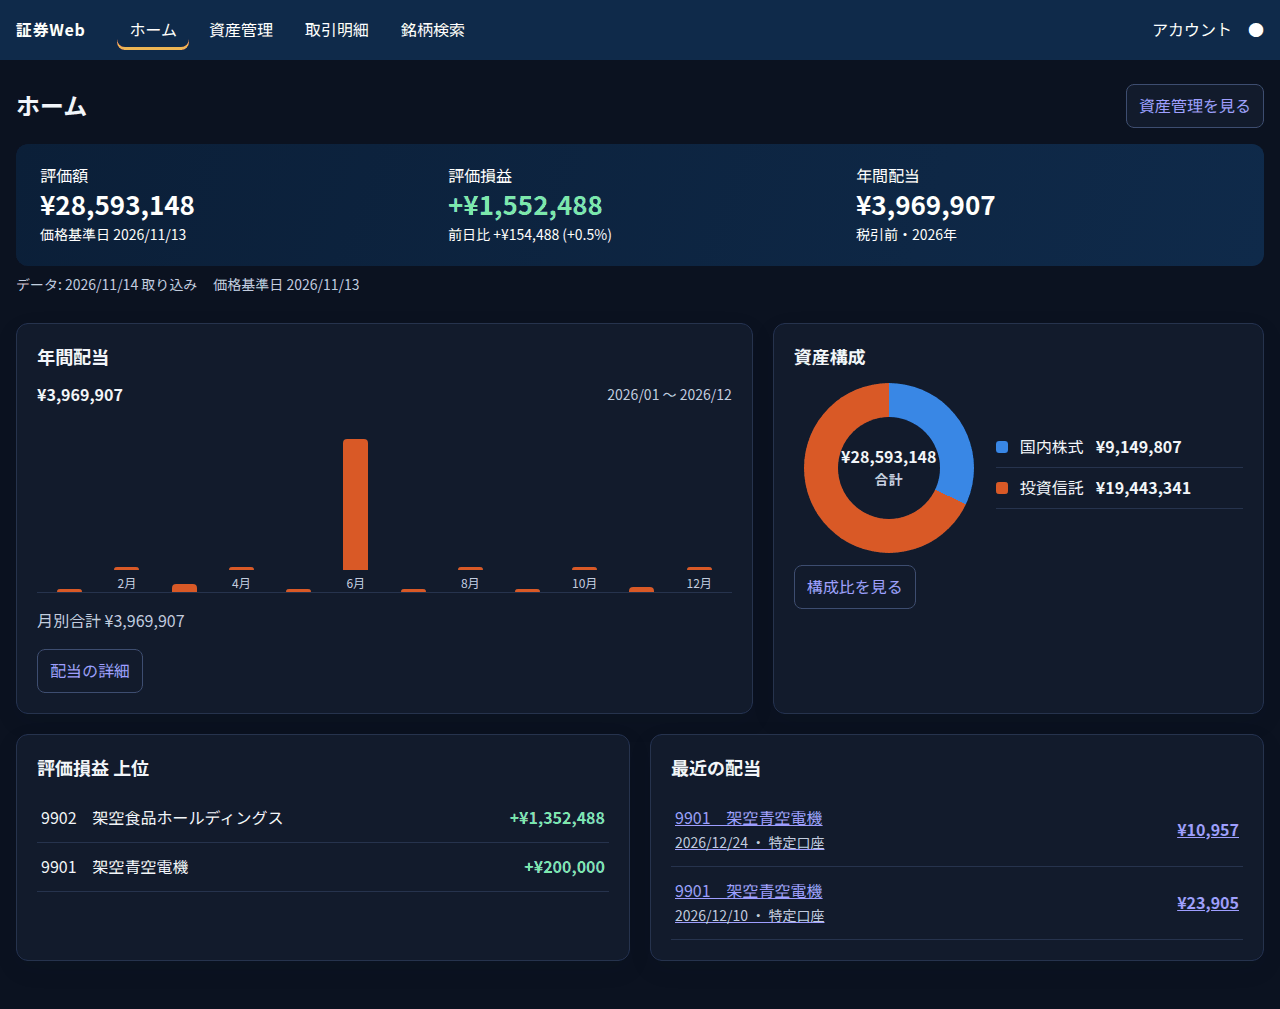 証券Web ホーム 資産管理 取引明細 銘柄検索 アカウント
ホーム 資産管理を見る
評価額 評価損益 年間配当
¥28,593,148 +¥1,552,488 ¥3,969,907
価格基準日 2026/11/13 前日比 +¥154,488 (+0.5%) 税引前・2026年
データ: 2026/11/14 取り込み 価格基準日 2026/11/13
年間配当
¥3,969,907 2026/01 〜 2026/12
2月 4月 6月 8月 10月 12月
月別合計 ¥3,969,907
配当の詳細
資産構成
¥28,593,148
合計
国内株式 ¥9,149,807
投資信託 ¥19,443,341
構成比を見る
評価損益 上位
9902 架空食品ホールディングス +¥1,352,488
9901 架空青空電機 +¥200,000
最近の配当
9901 架空青空電機 ¥10,957
2026/12/24 ・ 特定口座
9901 架空青空電機 ¥23,905
2026/12/10 ・ 特定口座